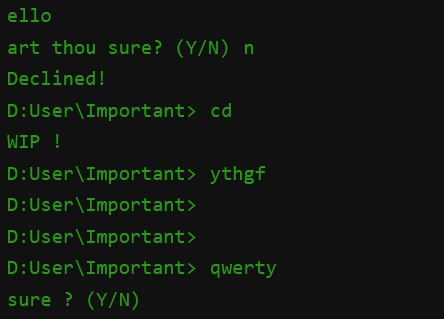 ello
art thou sure? (Y/N) n
Declined!
D:User\Important> cd
WIP !
D:User\Important> ythgf
D:User\Important>
D:User\Important>
D:User\Important> qwerty
sure ? (Y/N)